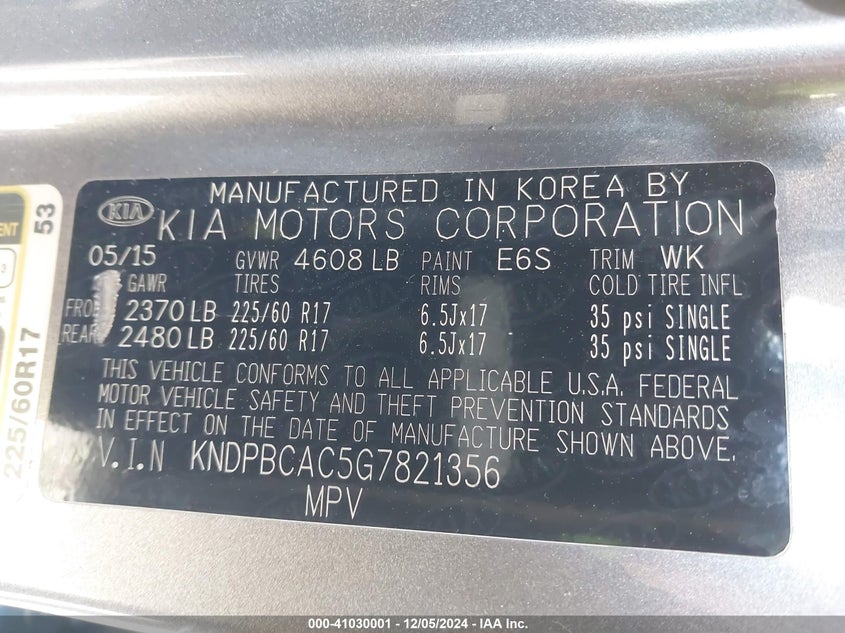 MANUFACTURED IN KOREA BY
KIA
KIA MOTORS CORPORATION
05/15 GVWR 4608 LB PAINT E6S TRIM WK
GAWR TIRES RIMS COLD TIRE INFL
2370 LB 225/60 R17 6.5Jx17 35 psi SINGLE
REAR 2480 LB 225/60 R17 6.5Jx17 35 psi SINGLE
THIS VEHICLE CONFORMS TO ALL APPLICABLE U.S.A. FEDERAL
MOTOR VEHICLE SAFETY AND THEFT PREVENTION STANDARDS
IN EFFECT ON THE DATE OF MANUFACTURE SHOWN ABOVE.
V.I.N KNDPBCAC5G7821356
MPV
53
225/60R17
000-41030001 - 12/05/2024 - IAA Inc.